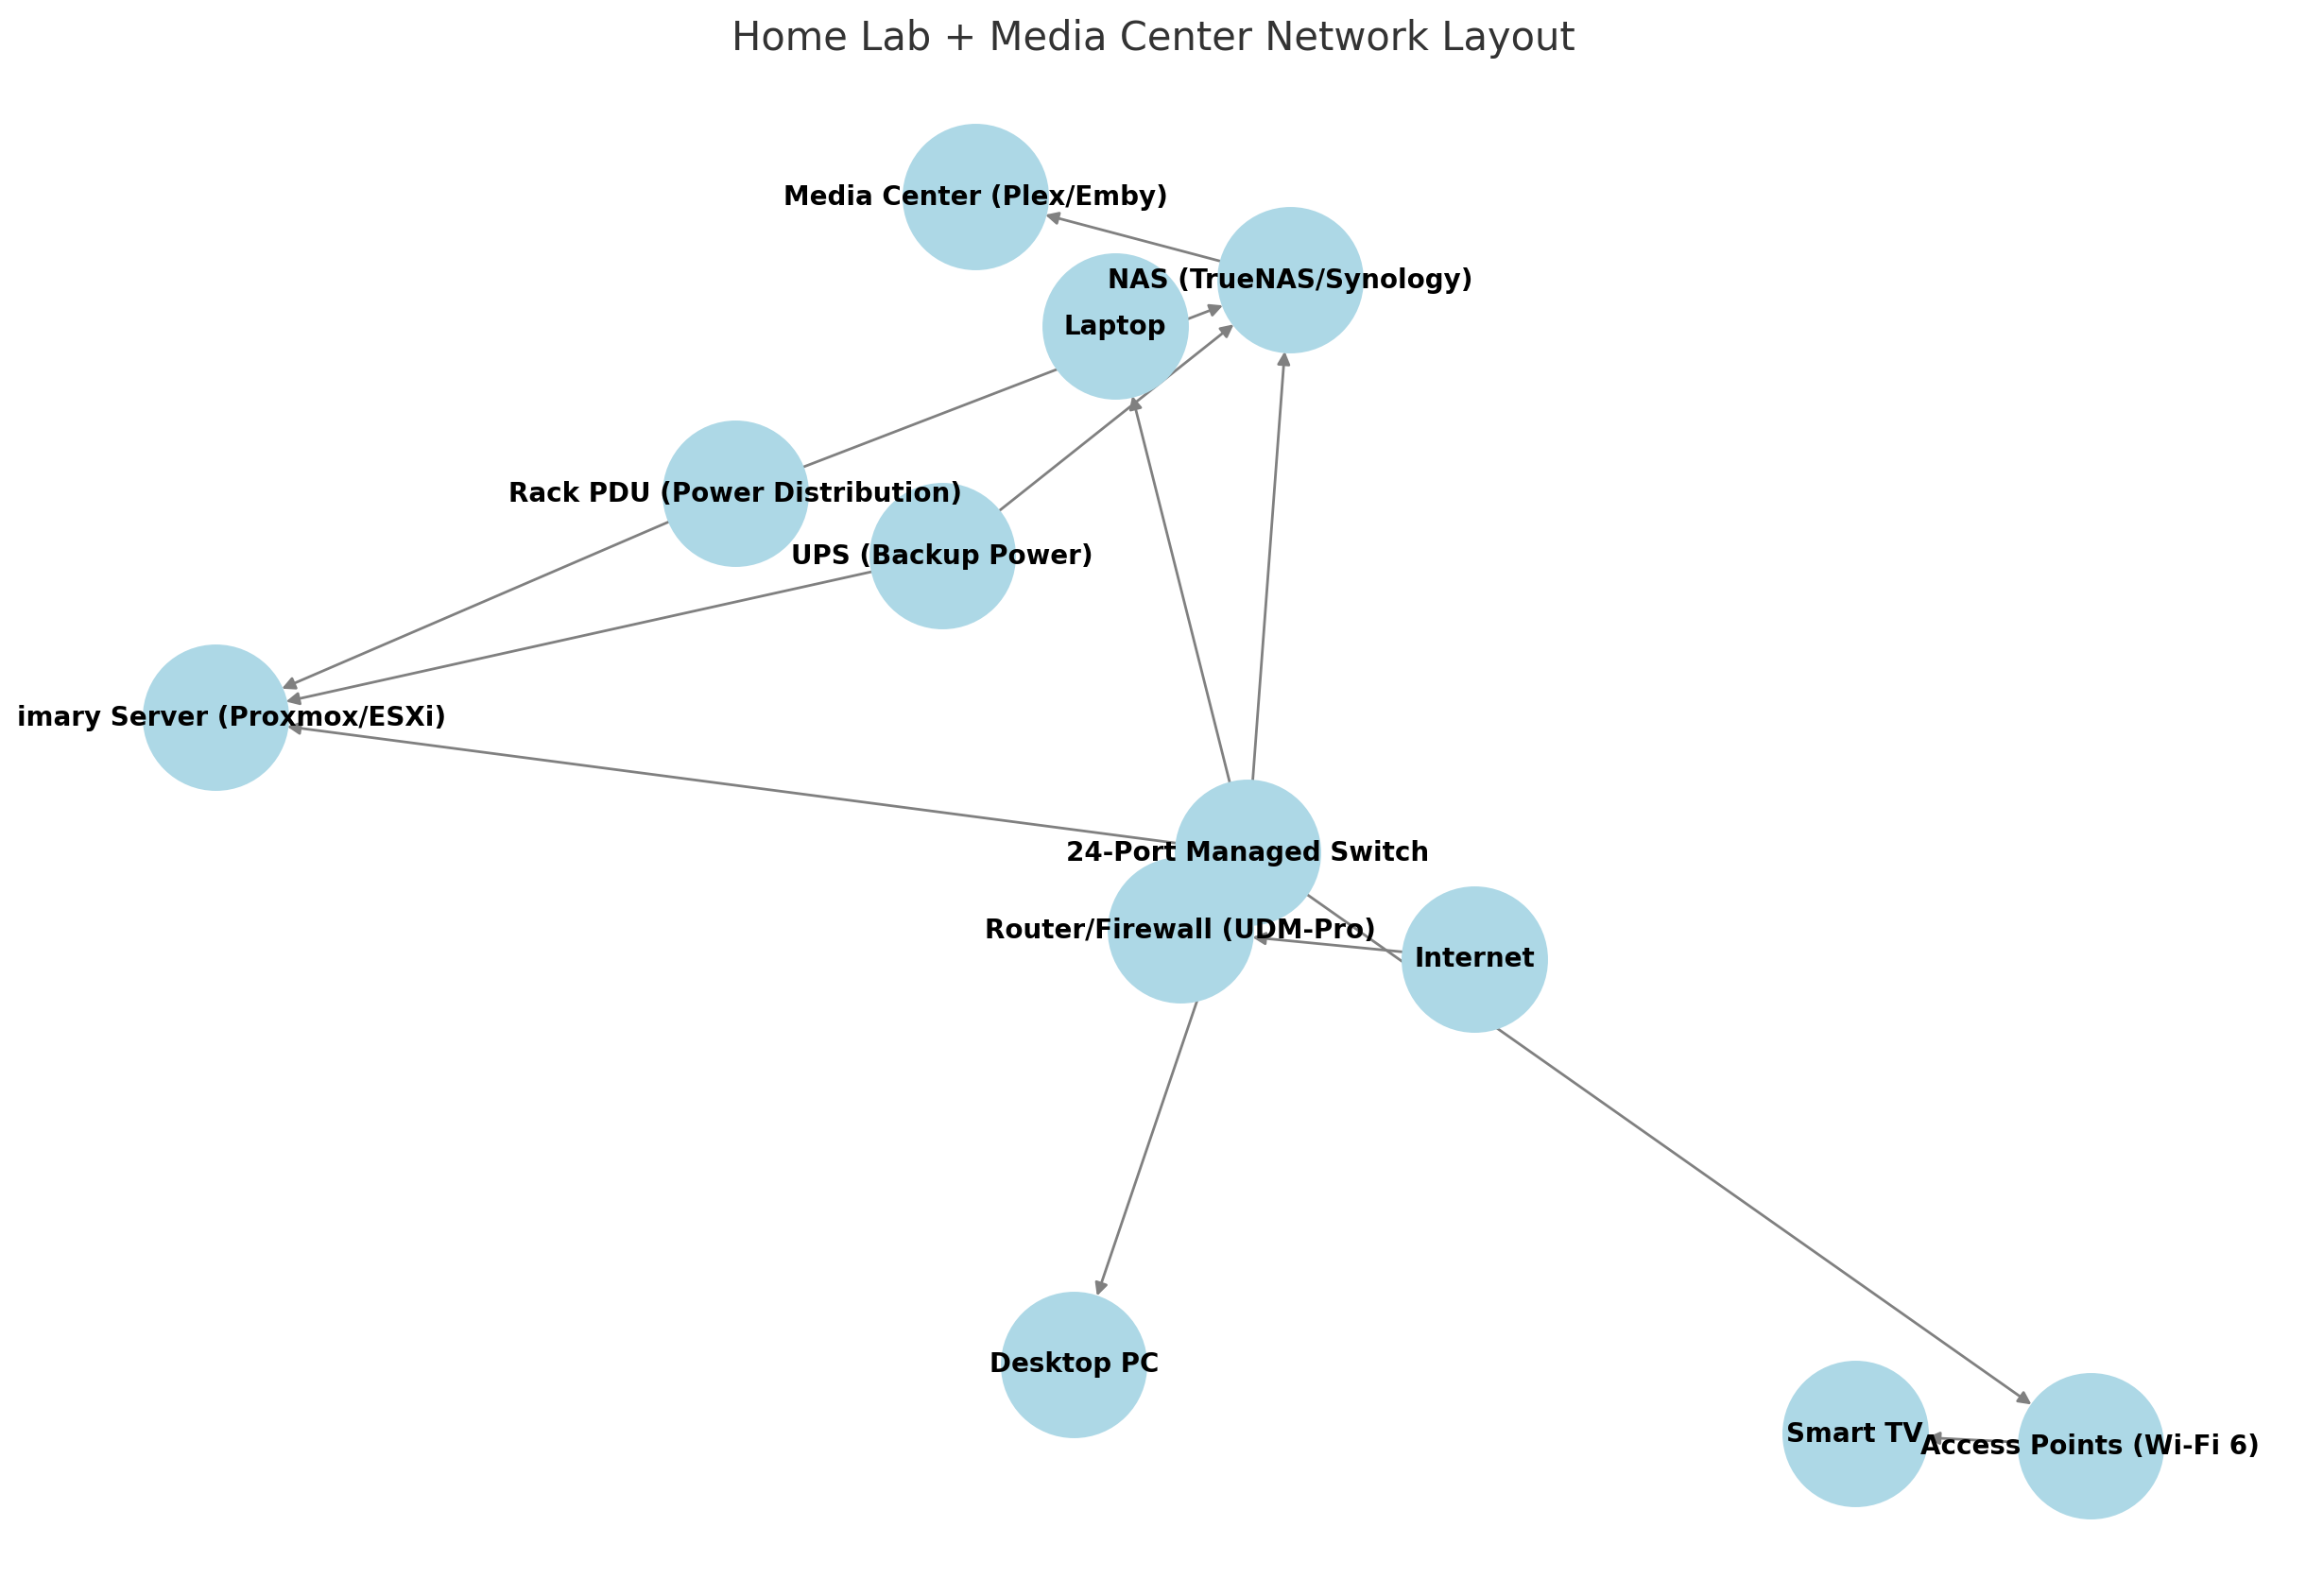 Home Lab + Media Center Network Layout
Media Center (Plex/Emby)
NAS (TrueNAS/Synology)
Laptop
Rack PDU (Power Distribution)
UPS (Backup Power)
imary Server (Proxmox/ESXi)
24-Port Managed Switch
Router/Firewall (UDM-Pro)
Internet
Desktop PC
Smart TV
Access Points (Wi-Fi 6)